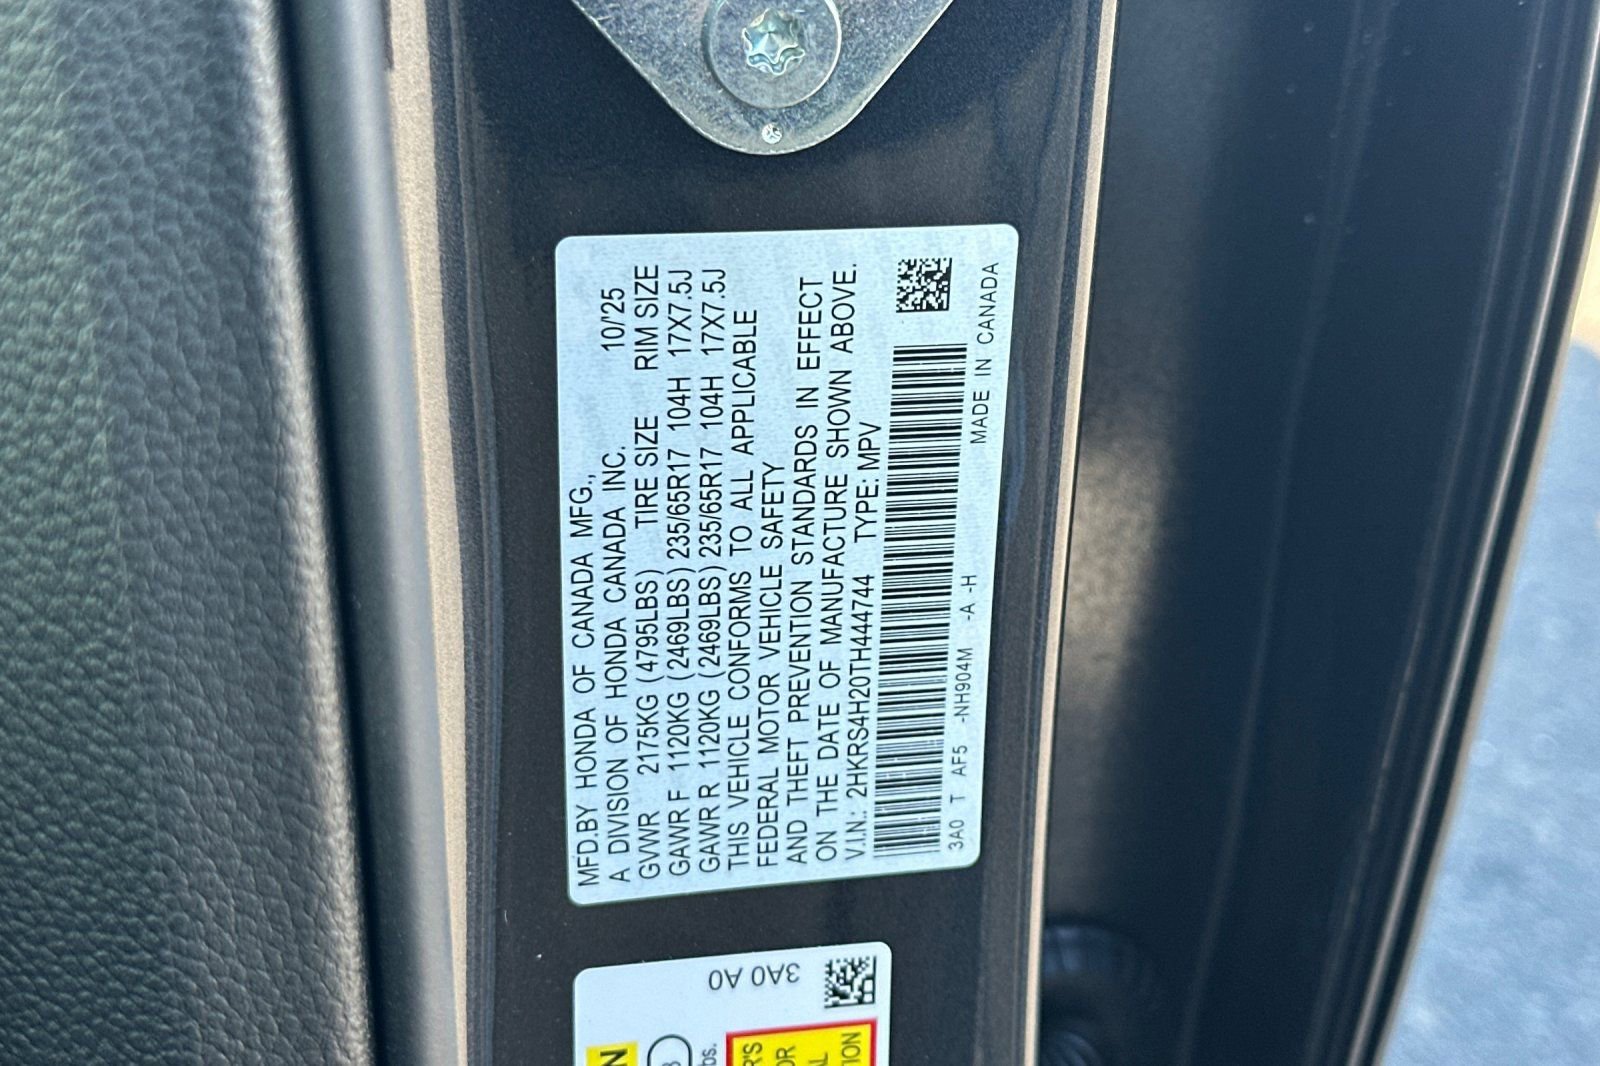 MFD.BY HONDA OF CANADA MFG.,
A DIVISION OF HONDA CANADA INC. 10/'25
GVWR 2175KG (4795LBS) TIRE SIZE RIM SIZE
GAWR F 1120KG (2469LBS) 235/65R17 104H 17X7.5J
GAWR R 1120KG (2469LBS) 235/65R17 104H 17X7.5J
THIS VEHICLE CONFORMS TO ALL APPLICABLE
FEDERAL MOTOR VEHICLE SAFETY
AND THEFT PREVENTION STANDARDS IN EFFECT
ON THE DATE OF MANUFACTURE SHOWN ABOVE.
V.I.N.: 2HKRS4H20TH444744 TYPE: MPV
3A0 T AF5 -NH904M -A -H MADE IN CANADA
3A0 A0